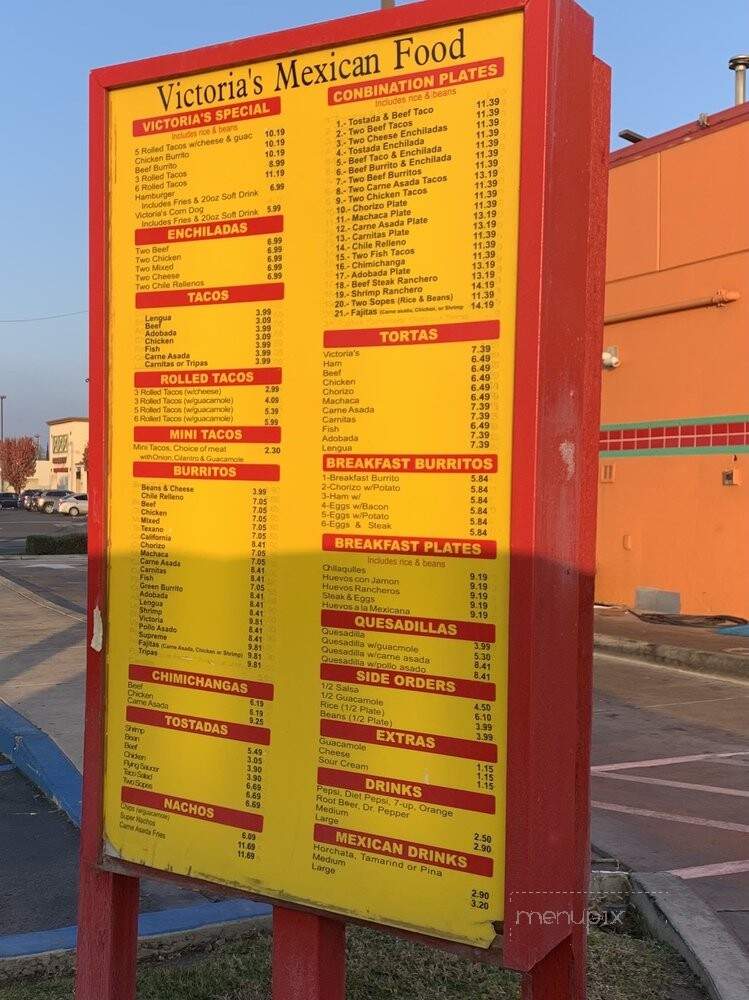 Victoria's Mexican Food
VICTORIA'S SPECIAL
Includes rice & beans
5 Rolled Tacos w/cheese & guac 10.19
Chicken Burrito 10.19
Beef Burrito 10.19
3 Rolled Tacos 8.99
6 Rolled Tacos 11.19
Hamburger
Includes Fries & 20oz Soft Drink 6.99
Victoria's Corn Dog
Includes Fries & 20oz Soft Drink 5.99
ENCHILADAS
Two Beef 6.99
Two Chicken 6.99
Two Mixed 6.99
Two Cheese 6.99
Two Chile Rellenos 6.99
TACOS
Lengua 3.99
Beef 3.09
Adobada 3.99
Chicken 3.09
Fish 3.99
Carne Asada 3.99
Carnitas or Tripas 3.99
ROLLED TACOS
3 Rolled Tacos (w/cheese) 2.99
3 Rolled Tacos (w/guacamole) 4.09
5 Rolled Tacos (w/guacamole) 5.39
6 Rolled Tacos (w/guacamole) 5.99
MINI TACOS
Mini Tacos, Choice of meat 2.30
with Onion, Cilantro & Guacamole
BURRITOS
Beans & Cheese 3.99
Chile Relleno 7.05
Beef 7.05
Chicken 7.05
Mixed 7.05
Texano 7.05
California 7.05
Chorizo 8.41
Machaca 7.05
Carne Asada 7.05
Carnitas 8.41
Fish 8.41
Green Burrito 7.05
Adobada 8.41
Lengua 8.41
Shrimp 8.41
Victoria 9.81
Pollo Asado 8.41
Supreme 8.41
Fajitas (Carne Asada, Chicken or Shrimp) 9.81
Tripas 9.81
CHIMICHANGAS
Beef 6.19
Chicken 6.19
Carne Asada 9.25
TOSTADAS
Shrimp 5.49
Bean 3.05
Beef 3.90
Chicken 3.90
Flying Saucer 6.69
Taco Salad 6.69
Two Sopes 6.69
NACHOS
Chips (w/guacamole) 6.09
Super Nachos 11.69
Carne Asada Fries 11.69
CONBINATION PLATES
Includes rice & beans
1.- Tostada & Beef Taco 11.39
2.- Two Beef Tacos 11.39
3.- Two Cheese Enchiladas 11.39
4.- Tostada Enchilada 11.39
5.- Beef Taco & Enchilada 11.39
6.- Beef Burrito & Enchilada 11.39
7.- Two Beef Burritos 13.19
8.- Two Carne Asada Tacos 11.39
9.- Two Chicken Tacos 11.39
10.- Chorizo Plate 11.39
11.- Machaca Plate 11.39
12.- Carne Asada Plate 13.19
13.- Carnitas Plate 13.19
14.- Chile Relleno 11.39
15.- Two Fish Tacos 11.39
16.- Chimichanga 13.19
17.- Adobada Plate 11.39
18.- Beef Steak Ranchero 13.19
19.- Shrimp Ranchero 14.19
20.- Two Sopes (Rice & Beans) 11.39
21.- Fajitas (Carne asada, Chicken, or Shrimp 14.19
TORTAS
Victoria's 7.39
Ham 6.49
Beef 6.49
Chicken 6.49
Chorizo 6.49
Machaca 6.49
Carne Asada 7.39
Carnitas 7.39
Fish 6.49
Adobada 7.39
Lengua 7.39
BREAKFAST BURRITOS
1-Breakfast Burrito 5.84
2-Chorizo w/Potato 5.84
3-Ham w/ 5.84
4-Eggs w/Bacon 5.84
5-Eggs w/Potato 5.84
6-Eggs & Steak 5.84
BREAKFAST PLATES
Includes rice & beans
Chilaquilles 9.19
Huevos con Jamon 9.19
Huevos Rancheros 9.19
Steak & Eggs 9.19
Huevos a la Mexicana 9.19
QUESADILLAS
Quesadilla 3.99
Quesadilla w/guacmole 5.30
Quesadilla w/carne asada 8.41
Quesadilla w/pollo asado 8.41
SIDE ORDERS
1/2 Salsa 4.50
1/2 Guacamole 6.10
Rice (1/2 Plate) 3.99
Beans (1/2 Plate) 3.99
EXTRAS
Guacamole 1.15
Cheese 1.15
Sour Cream 1.15
DRINKS
Pepsi, Diet Pepsi, 7-up, Orange
Root Beer, Dr. Pepper
Medium 2.50
Large 2.90
MEXICAN DRINKS
Horchata, Tamarind or Pina
Medium 2.90
Large 3.20
menupix